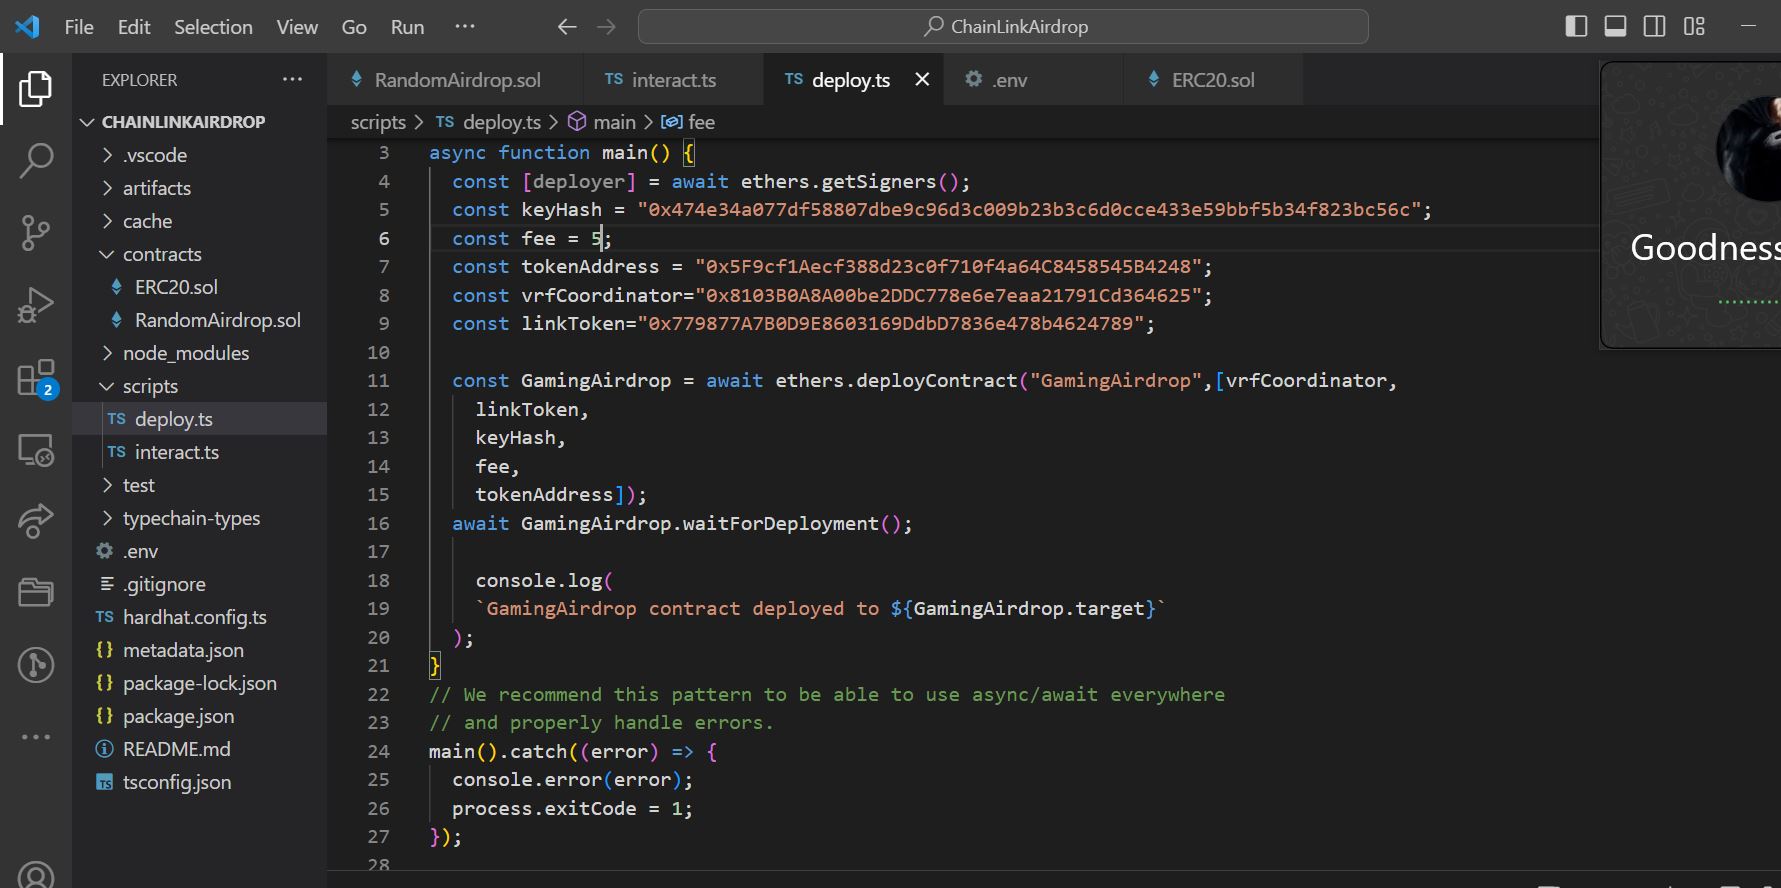 File Edit Selection View Go Run ···
ChainLinkAirdrop
EXPLORER ···
RandomAirdrop.sol
TS interact.ts
TS deploy.ts
.env
ERC20.sol
scripts > TS deploy.ts > main > fee
CHAINLINKAIRDROP
.vscode
artifacts
cache
contracts
ERC20.sol
RandomAirdrop.sol
node_modules
scripts
TS deploy.ts
TS interact.ts
test
typechain-types
.env
.gitignore
TS hardhat.config.ts
{} metadata.json
{} package-lock.json
{} package.json
README.md
TS tsconfig.json
2
3 async function main() {
4 const [deployer] = await ethers.getSigners();
5 const keyHash = "0x474e34a077df58807dbe9c96d3c009b23b3c6d0cce433e59bbf5b34f823bc56c";
6 const fee = 5;
7 const tokenAddress = "0x5F9cf1Aecf388d23c0f710f4a64C8458545B4248";
8 const vrfCoordinator="0x8103B0A8A00be2DDC778e6e7eaa21791Cd364625";
9 const linkToken="0x779877A7B0D9E8603169DdbD7836e478b4624789";
10
11 const GamingAirdrop = await ethers.deployContract("GamingAirdrop",[vrfCoordinator,
12 linkToken,
13 keyHash,
14 fee,
15 tokenAddress]);
16 await GamingAirdrop.waitForDeployment();
17
18 console.log(
19 `GamingAirdrop contract deployed to ${GamingAirdrop.target}`
20 );
21 }
22 // We recommend this pattern to be able to use async/await everywhere
23 // and properly handle errors.
24 main().catch((error) => {
25 console.error(error);
26 process.exitCode = 1;
27 });
28
Goodness